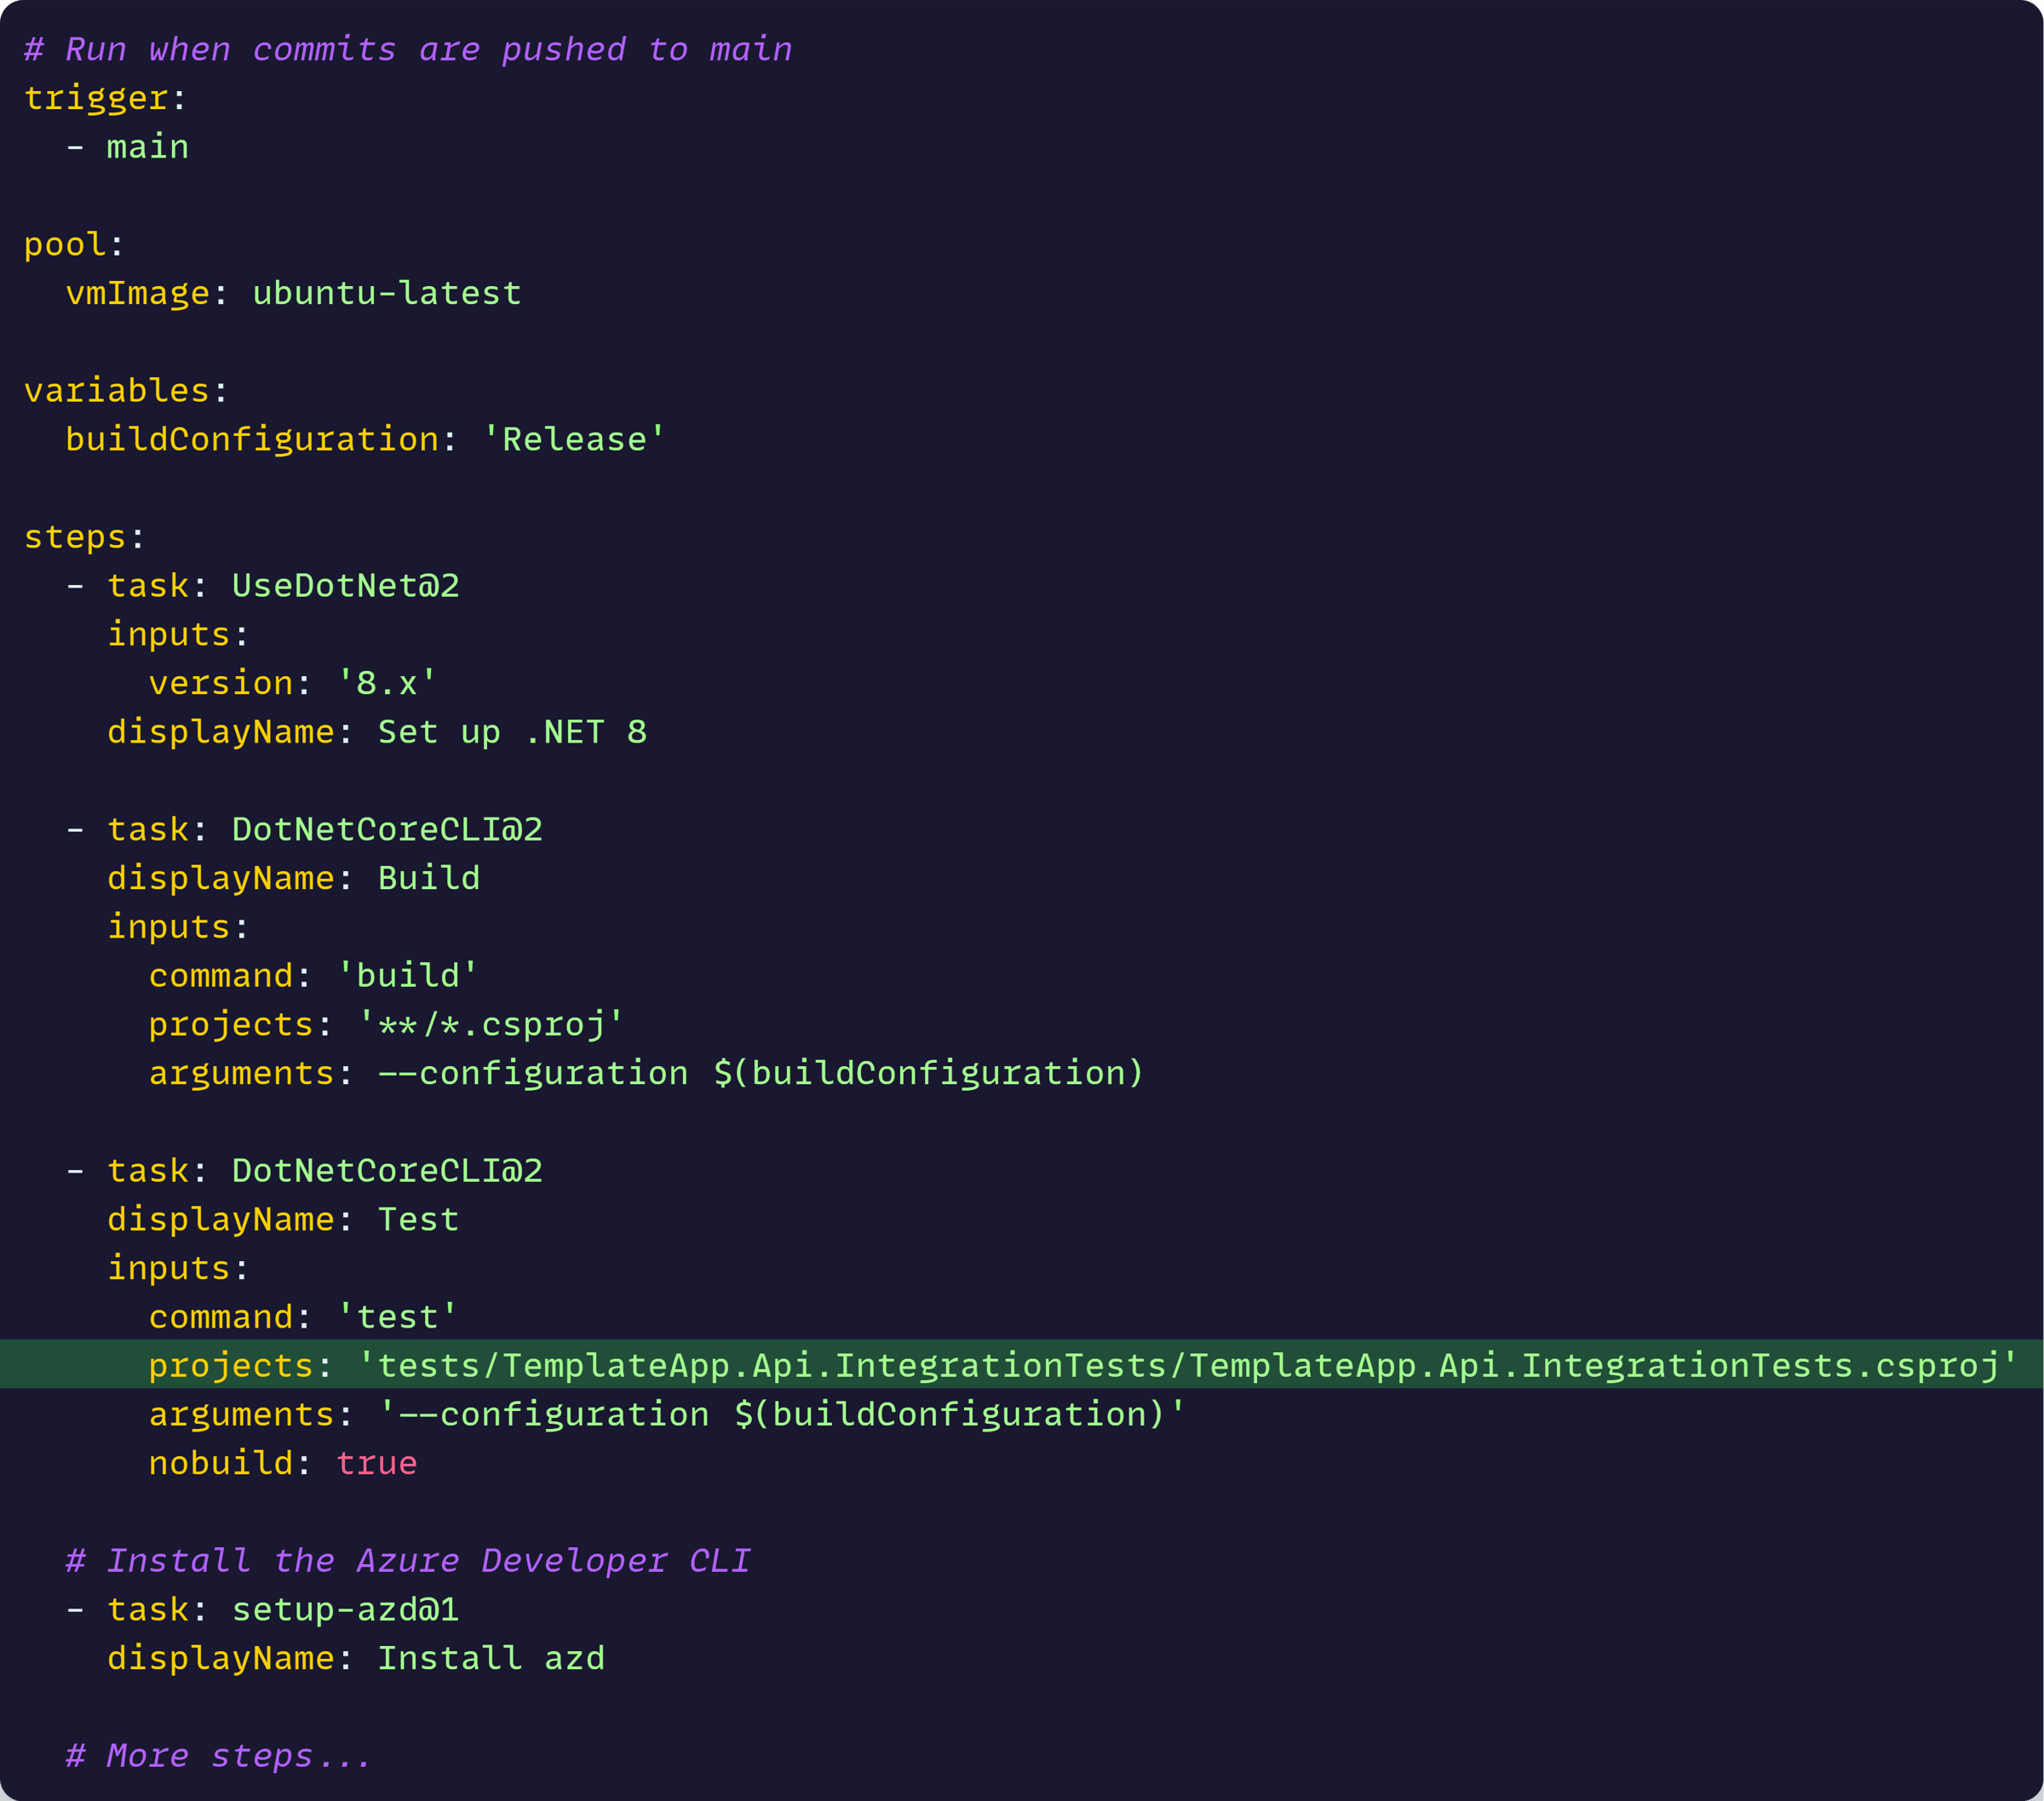 # Run when commits are pushed to main
trigger:
  - main

pool:
  vmImage: ubuntu-latest

variables:
  buildConfiguration: 'Release'

steps:
  - task: UseDotNet@2
    inputs:
      version: '8.x'
    displayName: Set up .NET 8

  - task: DotNetCoreCLI@2
    displayName: Build
    inputs:
      command: 'build'
      projects: '**/*.csproj'
      arguments: --configuration $(buildConfiguration)

  - task: DotNetCoreCLI@2
    displayName: Test
    inputs:
      command: 'test'
      projects: 'tests/TemplateApp.Api.IntegrationTests/TemplateApp.Api.IntegrationTests.csproj'
      arguments: '--configuration $(buildConfiguration)'
      nobuild: true

  # Install the Azure Developer CLI
  - task: setup-azd@1
    displayName: Install azd

  # More steps...